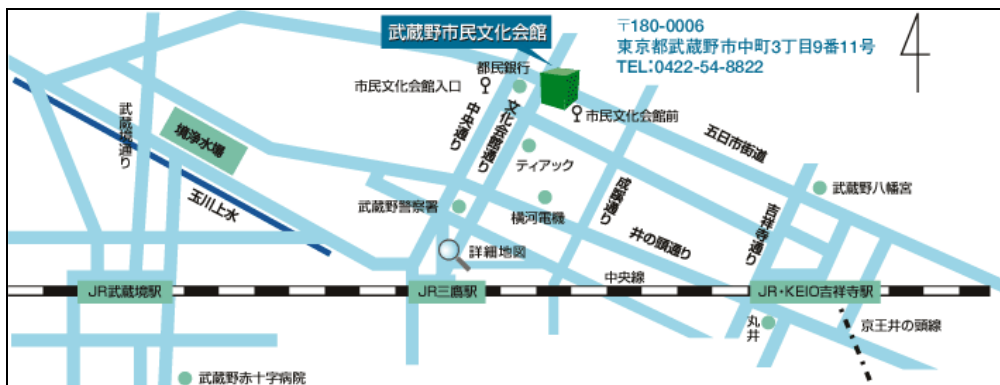 武蔵野市民文化会館
〒180-0006
東京都武蔵野市中町3丁目9番11号
TEL:0422-54-8822
都民銀行
市民文化会館入口
市民文化会館前
武蔵境通り
境浄水場
中央通り
文化会館通り
五日市街道
ティアック
成蹊通り
武蔵野八幡宮
玉川上水
武蔵野警察署
横河電機
吉祥寺通り
井の頭通り
詳細地図
中央線
JR武蔵境駅
JR三鷹駅
JR・KEIO吉祥寺駅
丸井
京王井の頭線
武蔵野赤十字病院